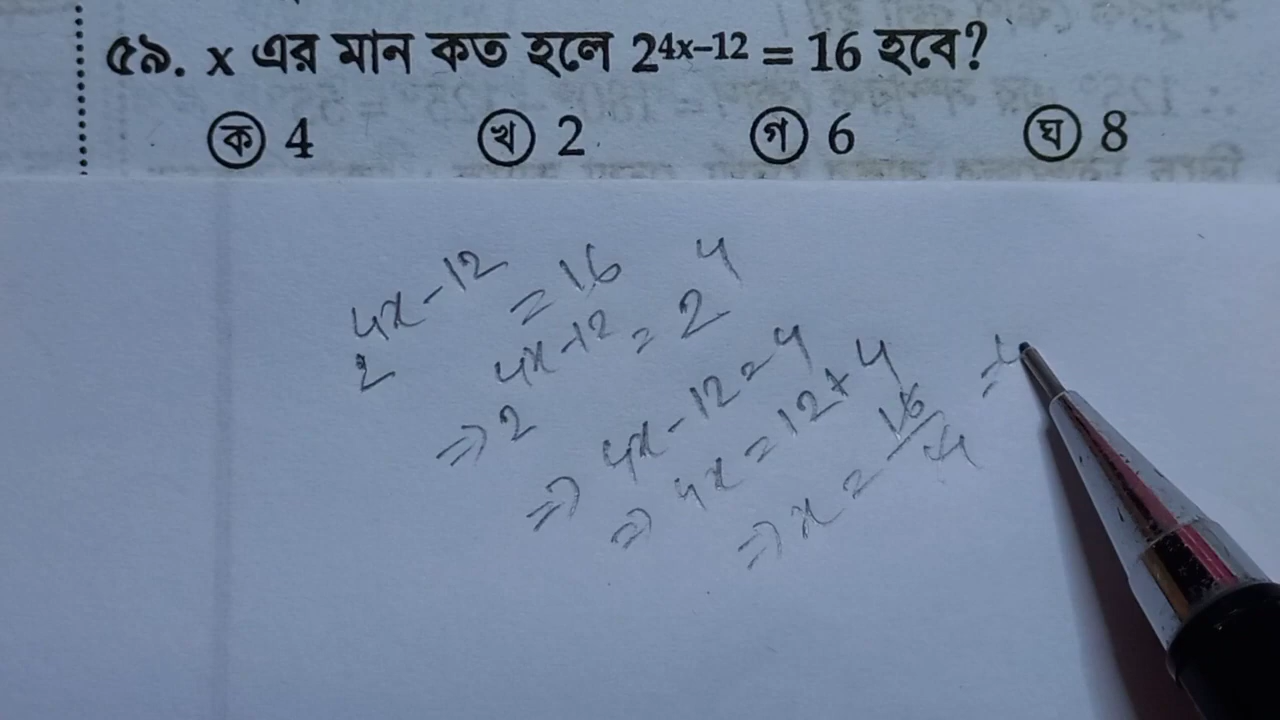 ৫৯. x এর মান কত হলে 2^{4x-12} = 16 হবে?
ক 4 খ 2 গ 6 ঘ 8
2^{4x-12} = 16
⇒ 2^{4x-12} = 2^4
⇒ 4x-12 = 4
⇒ 4x = 12+4
⇒ x = 16/4 = 4